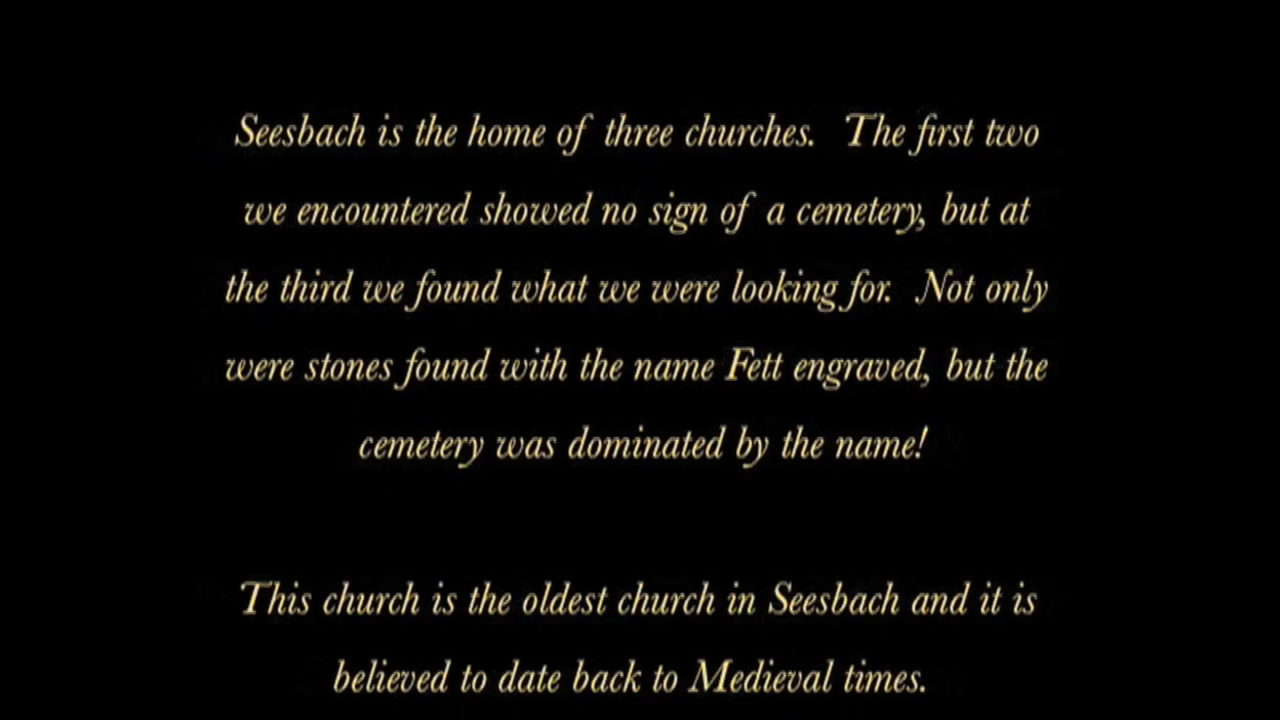 Seesbach is the home of three churches. The first two
we encountered showed no sign of a cemetery, but at
the third we found what we were looking for. Not only
were stones found with the name Fett engraved, but the
cemetery was dominated by the name!
This church is the oldest church in Seesbach and it is
believed to date back to Medieval times.